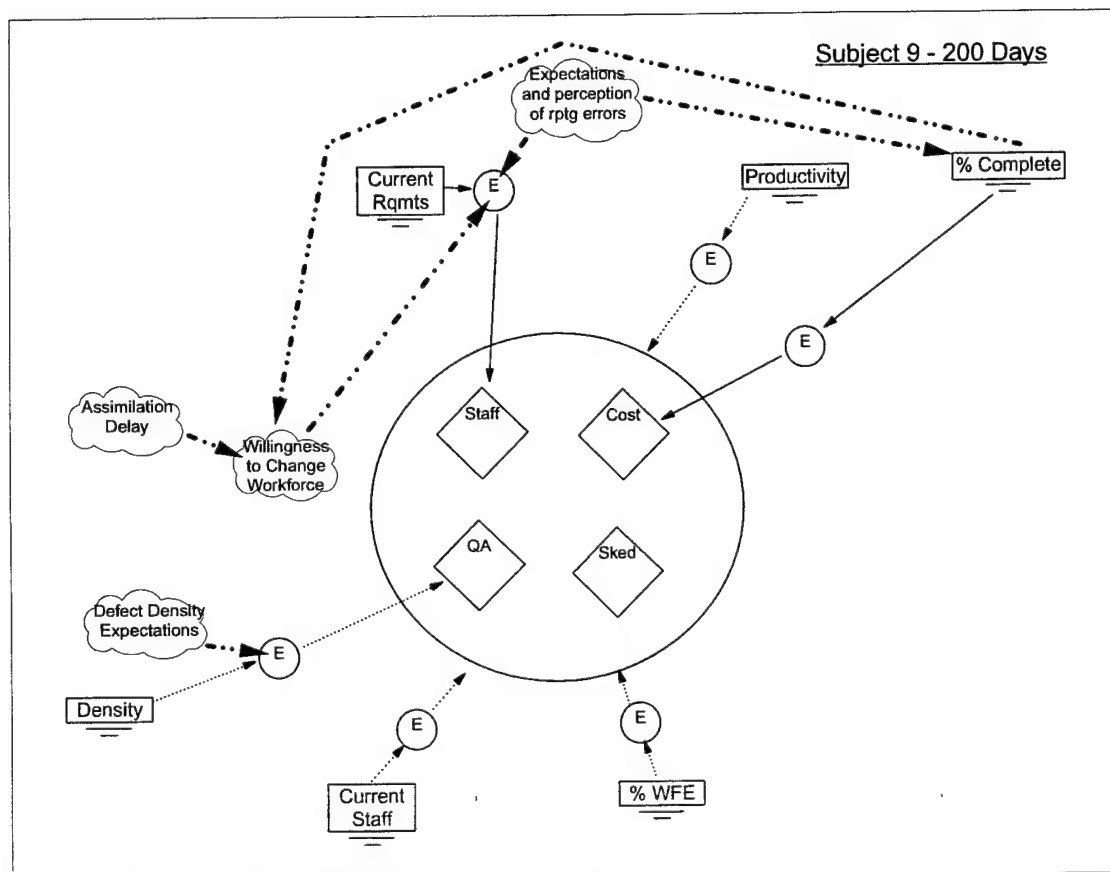 Subject 9 - 200 Days
Expectations
and perception
of rptg errors
% Complete
Current
Rqmts
E
Productivity
E
E
Staff
Cost
Assimilation
Delay
Willingness
to Change
Workforce
QA
Sked
Defect Density
Expectations
E
Density
E
E
Current
Staff
% WFE